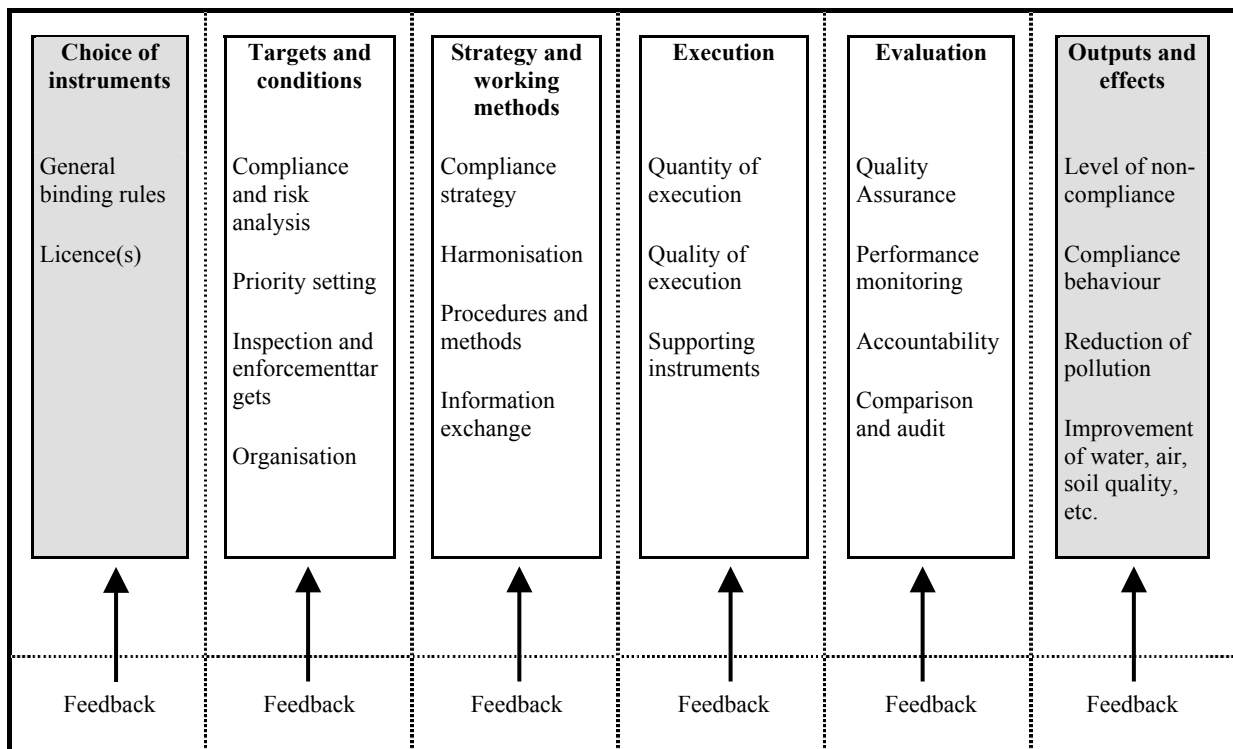 Choice of
instruments
General
binding rules
Licence(s)
Targets and
conditions
Compliance
and risk
analysis
Priority setting
Inspection and
enforcementtar
gets
Organisation
Strategy and
working
methods
Compliance
strategy
Harmonisation
Procedures and
methods
Information
exchange
Execution
Quantity of
execution
Quality of
execution
Supporting
instruments
Evaluation
Quality
Assurance
Performance
monitoring
Accountability
Comparison
and audit
Outputs and
effects
Level of non-
compliance
Compliance
behaviour
Reduction of
pollution
Improvement
of water, air,
soil quality,
etc.
Feedback
Feedback
Feedback
Feedback
Feedback
Feedback